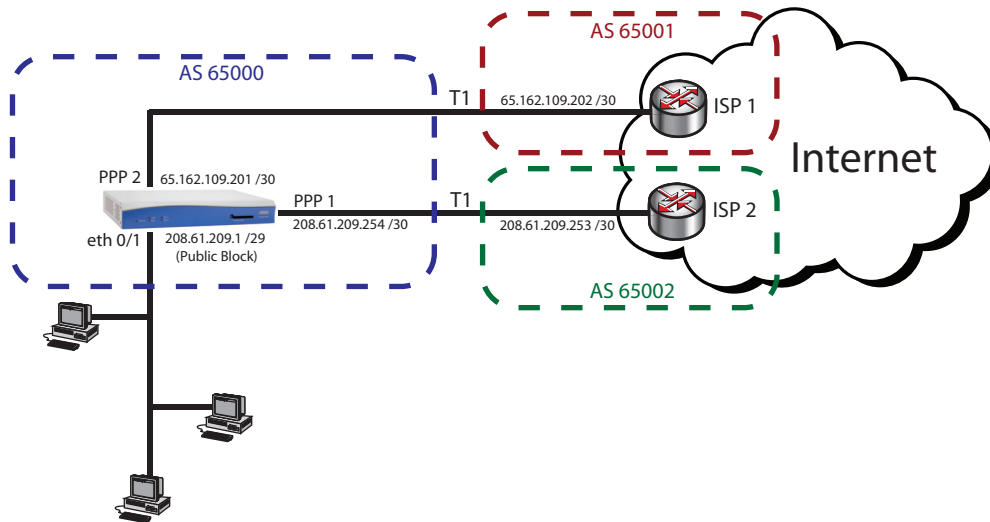 AS 65001
AS 65000
T1
65.162.109.202 /30
ISP 1
Internet
PPP 2
65.162.109.201 /30
PPP 1
T1
ISP 2
208.61.209.254 /30
208.61.209.253 /30
eth 0/1
208.61.209.1 /29
(Public Block)
AS 65002